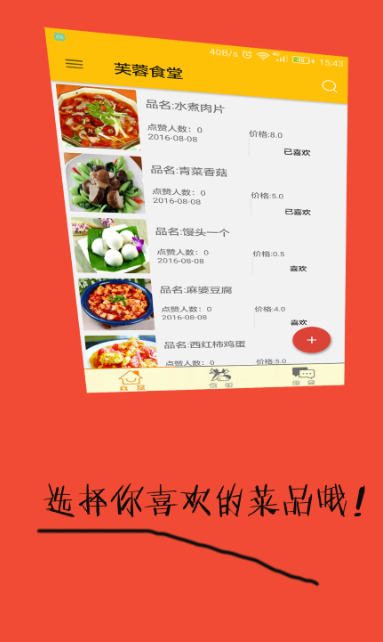 40B/s 15:43
芙蓉食堂
品名:水煮肉片
点赞人数：0 价格:8.0
2016-08-08
已喜欢
品名:青菜香菇
点赞人数：0 价格:5.0
2016-08-08
已喜欢
品名:馒头一个
点赞人数：0 价格:0.5
2016-08-08
喜欢
品名:麻婆豆腐
点赞人数：0 价格:4.0
2016-08-08
喜欢
品名:西红柿鸡蛋
点赞人数：0 价格:5.0
选择你喜欢的菜品哦！